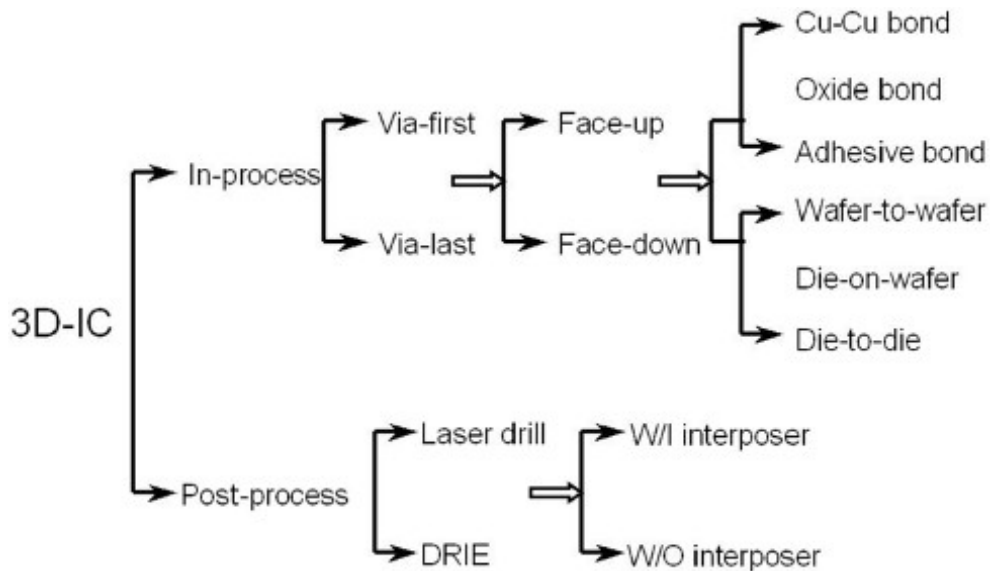 3D-IC
In-process
Via-first
Via-last
Face-up
Face-down
Cu-Cu bond
Oxide bond
Adhesive bond
Wafer-to-wafer
Die-on-wafer
Die-to-die
Post-process
Laser drill
DRIE
W/I interposer
W/O interposer